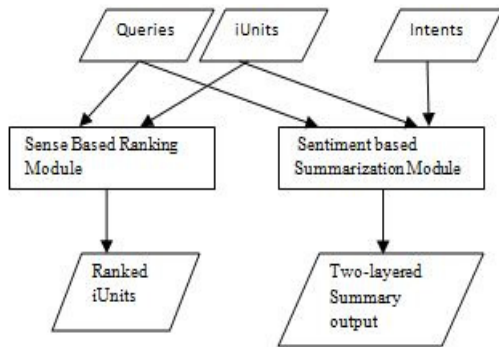 Queries
iUnits
Intents
Sense Based Ranking
Module
Sentiment based
Summarization Module
Ranked
iUnits
Two-layered
Summary
output